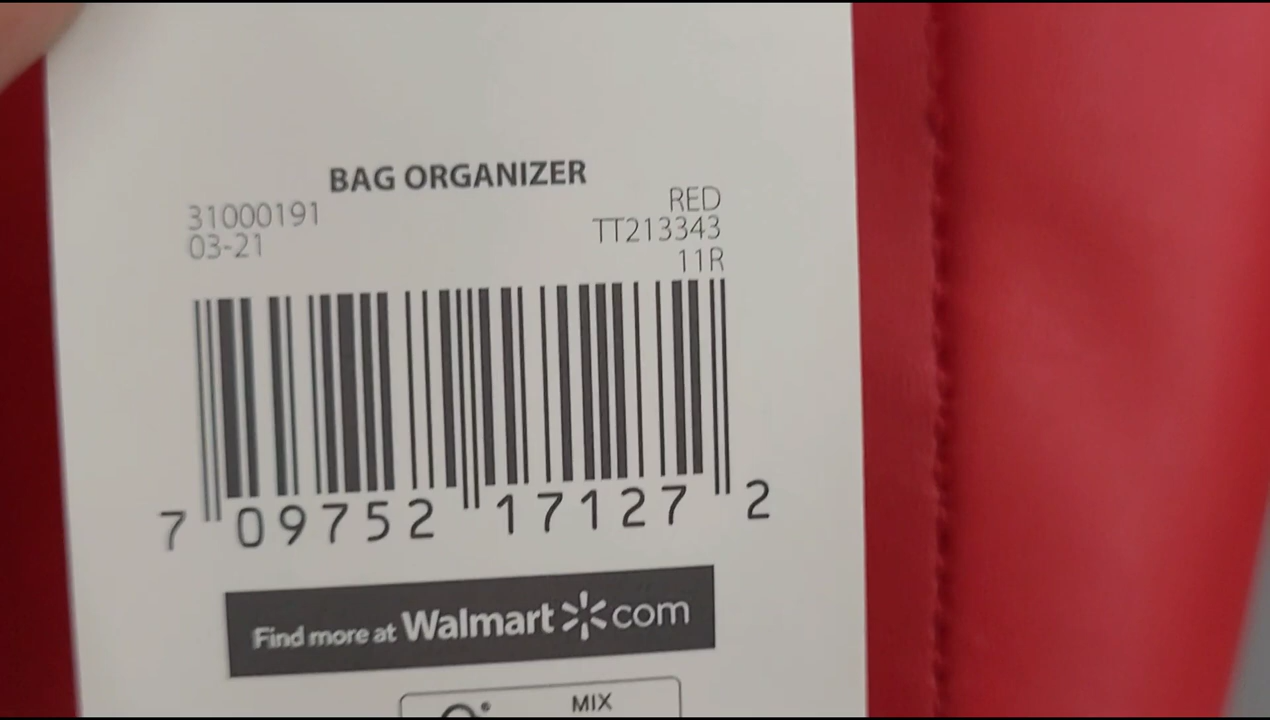 BAG ORGANIZER
31000191
03-21
RED
TT213343
11R
7 09752 17127 2
Find more at Walmart com
MIX